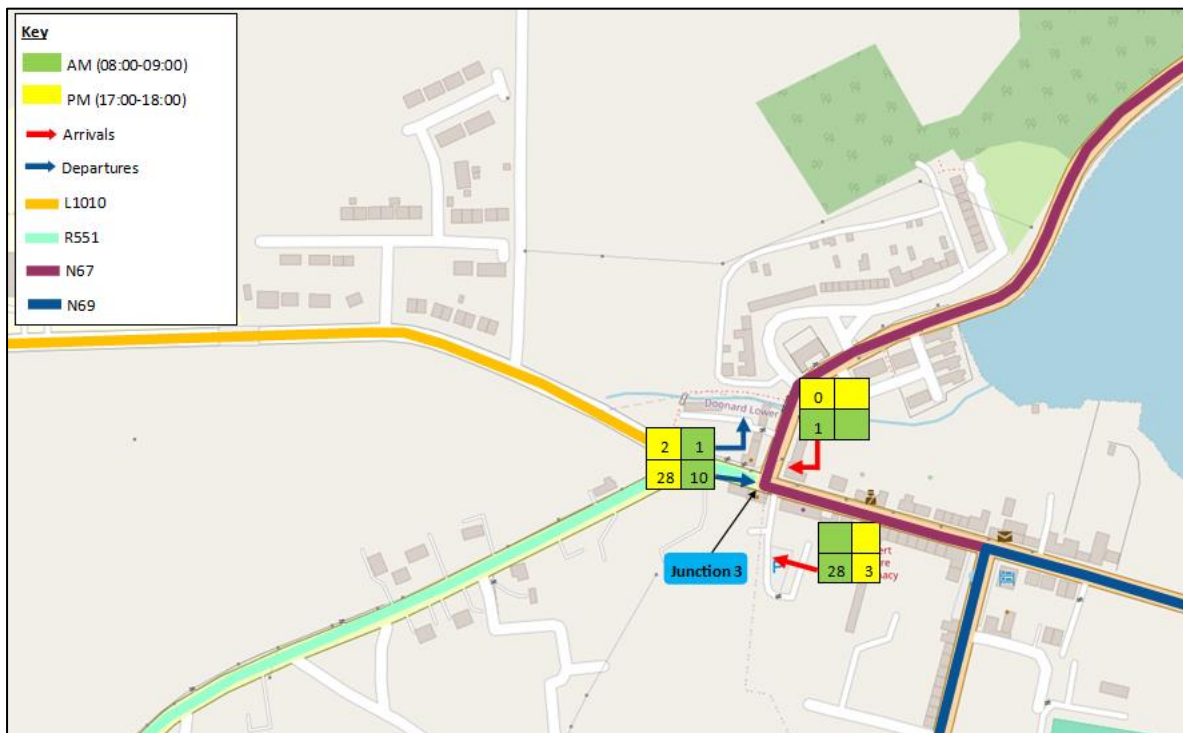 Key
AM (08:00-09:00)
PM (17:00-18:00)
Arrivals
Departures
L1010
R551
N67
N69
0
1
Doonard Lower
2 1
28 10
Junction 3
P
28 3